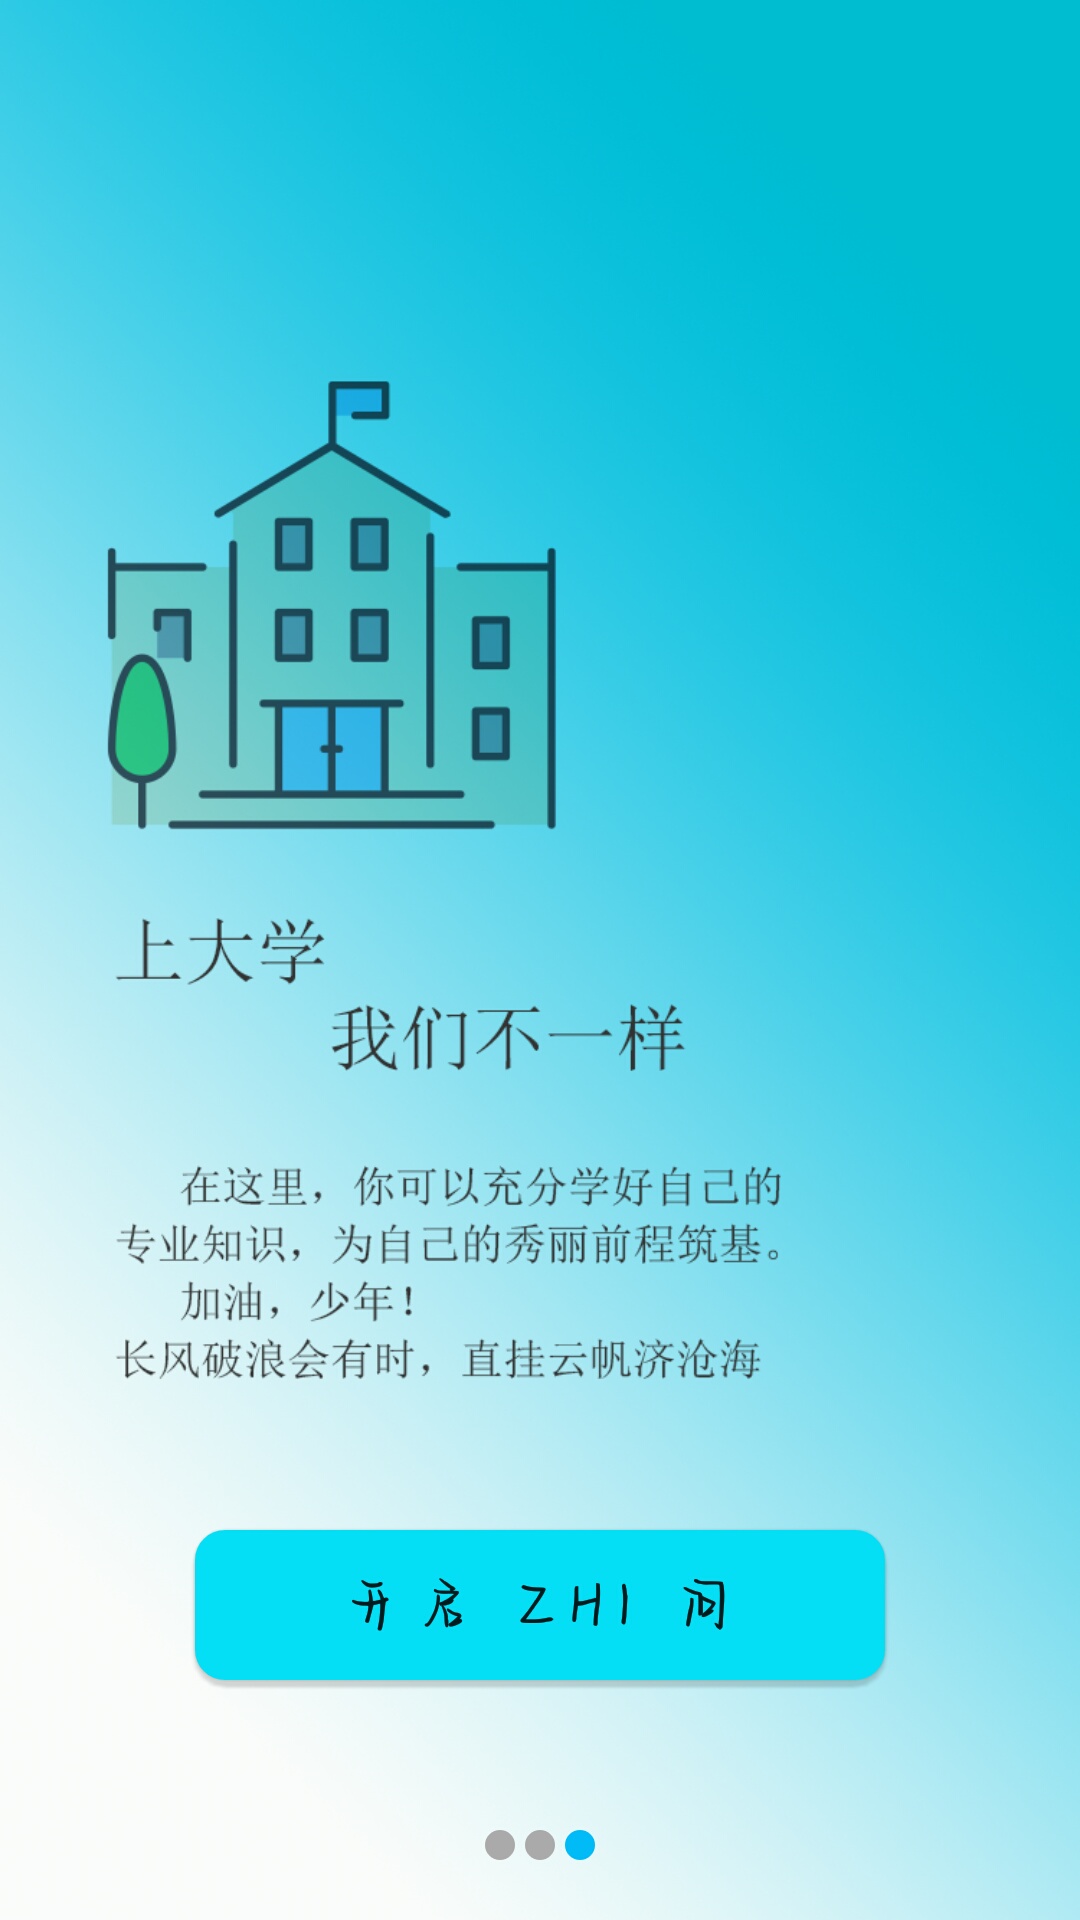 上大学
我们不一样
在这里，你可以充分学好自己的
专业知识，为自己的秀丽前程筑基。
加油，少年！
长风破浪会有时，直挂云帆济沧海
开启 ZHI 问